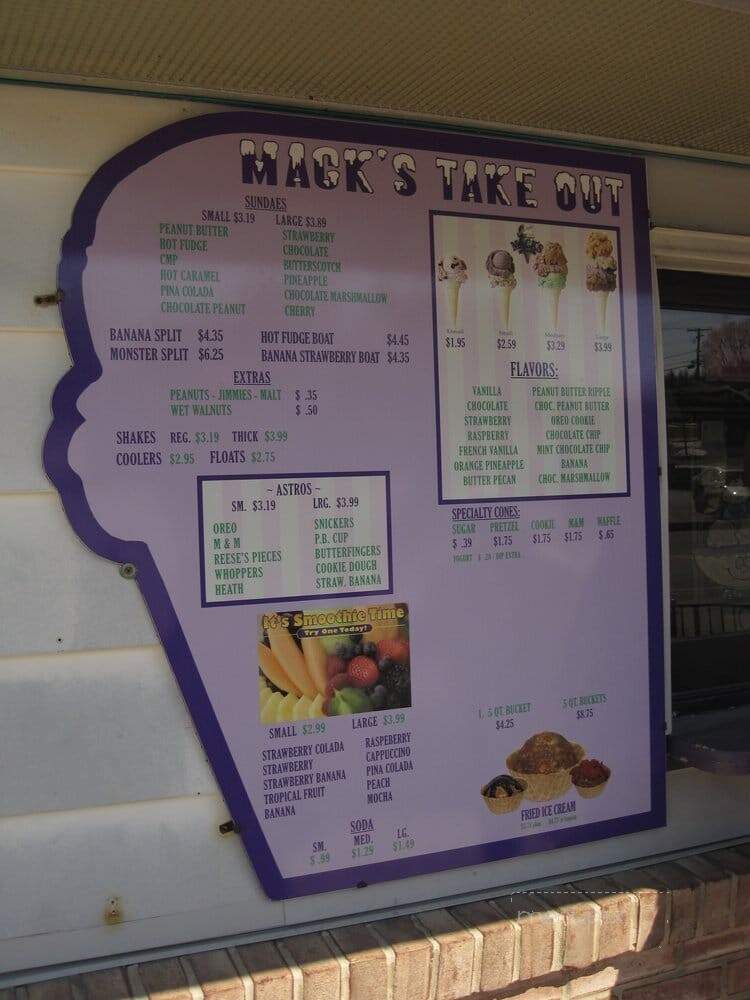 MACK'S TAKE OUT
SUNDAES
SMALL $3.19 LARGE $3.89
PEANUT BUTTER STRAWBERRY
HOT FUDGE CHOCOLATE
CMP BUTTERSCOTCH
HOT CARAMEL PINEAPPLE
PINA COLADA CHOCOLATE MARSHMALLOW
CHOCOLATE PEANUT CHERRY
BANANA SPLIT $4.35 HOT FUDGE BOAT $4.45
MONSTER SPLIT $6.25 BANANA STRAWBERRY BOAT $4.35
EXTRAS
PEANUTS - JIMMIES - MALT $ .35
WET WALNUTS $ .50
SHAKES REG. $3.19 THICK $3.99
COOLERS $2.95 FLOATS $2.75
~ ASTROS ~
SM. $3.19 LRG. $3.99
OREO SNICKERS
M & M P.B. CUP
REESE'S PIECES BUTTERFINGERS
WHOPPERS COOKIE DOUGH
HEATH STRAW. BANANA
It's Smoothie Time
Try One Today!
SMALL $2.99 LARGE $3.99
STRAWBERRY COLADA RASPBERRY
STRAWBERRY CAPPUCCINO
STRAWBERRY BANANA PINA COLADA
TROPICAL FRUIT PEACH
BANANA MOCHA
SODA
SM. MED. LG.
$ .99 $1.29 $1.49
Small Medium Large
$1.95 $2.59 $3.29 $3.99
FLAVORS:
VANILLA PEANUT BUTTER RIPPLE
CHOCOLATE CHOC. PEANUT BUTTER
STRAWBERRY OREO COOKIE
RASPBERRY CHOCOLATE CHIP
FRENCH VANILLA MINT CHOCOLATE CHIP
ORANGE PINEAPPLE BANANA
BUTTER PECAN CHOC. MARSHMALLOW
SPECIALTY CONES:
SUGAR PRETZEL COOKIE M&M WAFFLE
$ .39 $1.75 $1.75 $1.75 $ .65
YOGURT $ .20 / DIP EXTRA
1. 5 QT. BUCKET 5 QT. BUCKETS
$4.25 $8.75
FRIED ICE CREAM